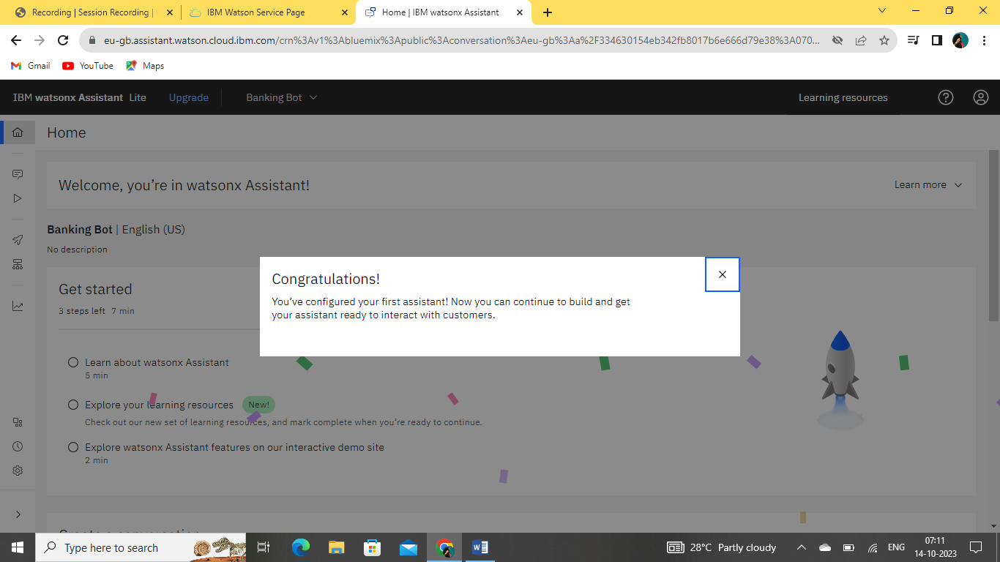 Recording | Session Recording |
IBM Watson Service Page
Home | IBM watsonx Assistant
eu-gb.assistant.watson.cloud.ibm.com/crn%3Av1%3Abluemix%3Apublic%3Aconversation%3Aeu-gb%3Aa%2F334630154eb342fb8017b6e666d79e38%3A070...
Gmail
YouTube
Maps
IBM watsonx Assistant Lite
Upgrade
Banking Bot
Learning resources
Home
Welcome, you're in watsonx Assistant!
Learn more
Banking Bot | English (US)
No description
Get started
3 steps left 7 min
Congratulations!
You've configured your first assistant! Now you can continue to build and get
your assistant ready to interact with customers.
Learn about watsonx Assistant
5 min
Explore your learning resources New!
Check out our new set of learning resources, and mark complete when you're ready to continue.
Explore watsonx Assistant features on our interactive demo site
2 min
Create a conversation
Type here to search
28°C Partly cloudy
ENG
07:11
14-10-2023